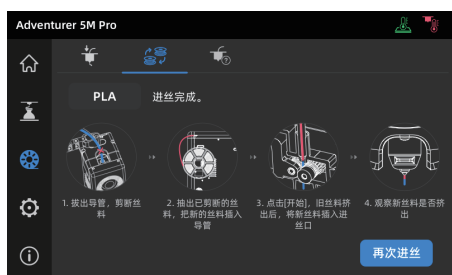 Adventurer 5M Pro
PLA
进丝完成。
1. 拔出导管，剪断丝
料
2. 抽出已剪断的丝
料，把新的丝料插入
导管
3. 点击[开始]，旧丝料挤
出后，将新丝料插入进
丝口
4. 观察新料是否挤
出
再次进丝